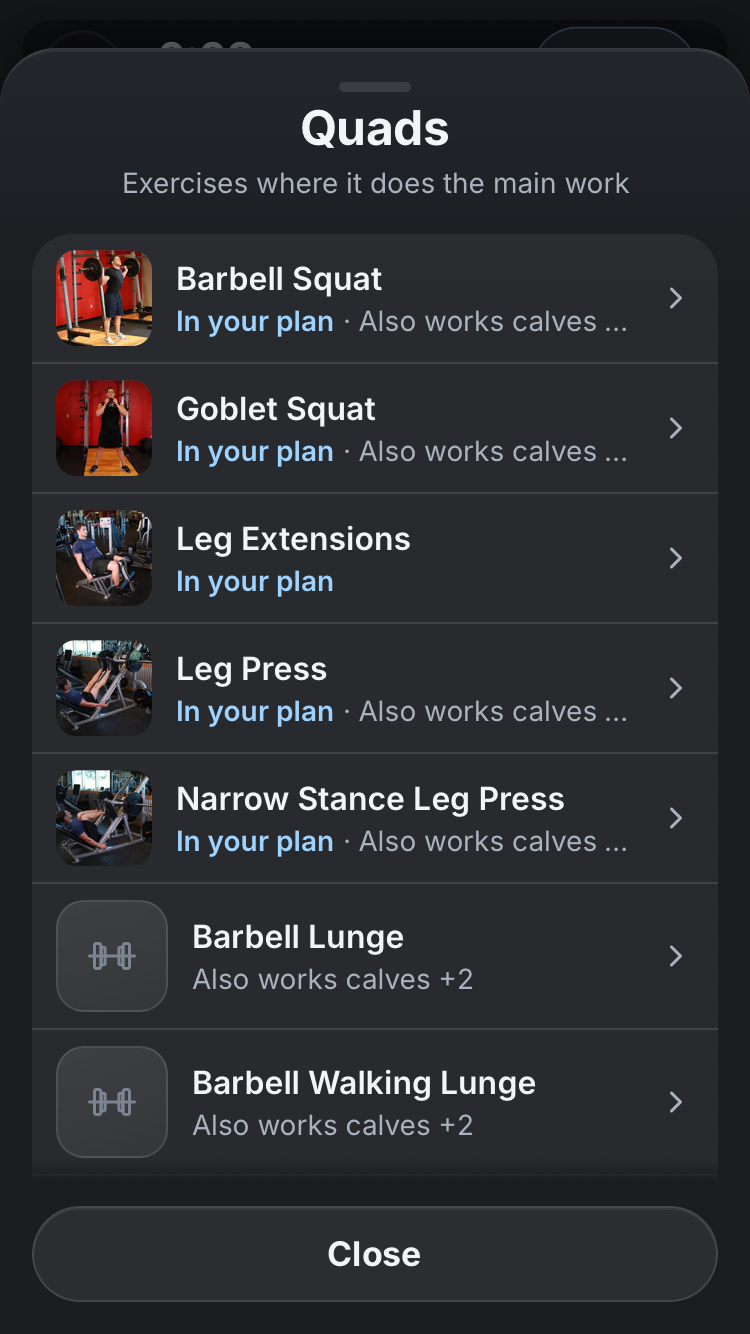 Quads
Exercises where it does the main work
Barbell Squat
In your plan · Also works calves ...
Goblet Squat
In your plan · Also works calves ...
Leg Extensions
In your plan
Leg Press
In your plan · Also works calves ...
Narrow Stance Leg Press
In your plan · Also works calves ...
Barbell Lunge
Also works calves +2
Barbell Walking Lunge
Also works calves +2
Close